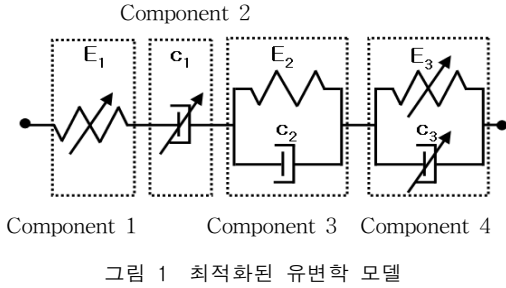 Component 2
E1
c1
E2
c2
E3
c3
Component 1
Component 3
Component 4
그림 1 최적화된 유변학 모델